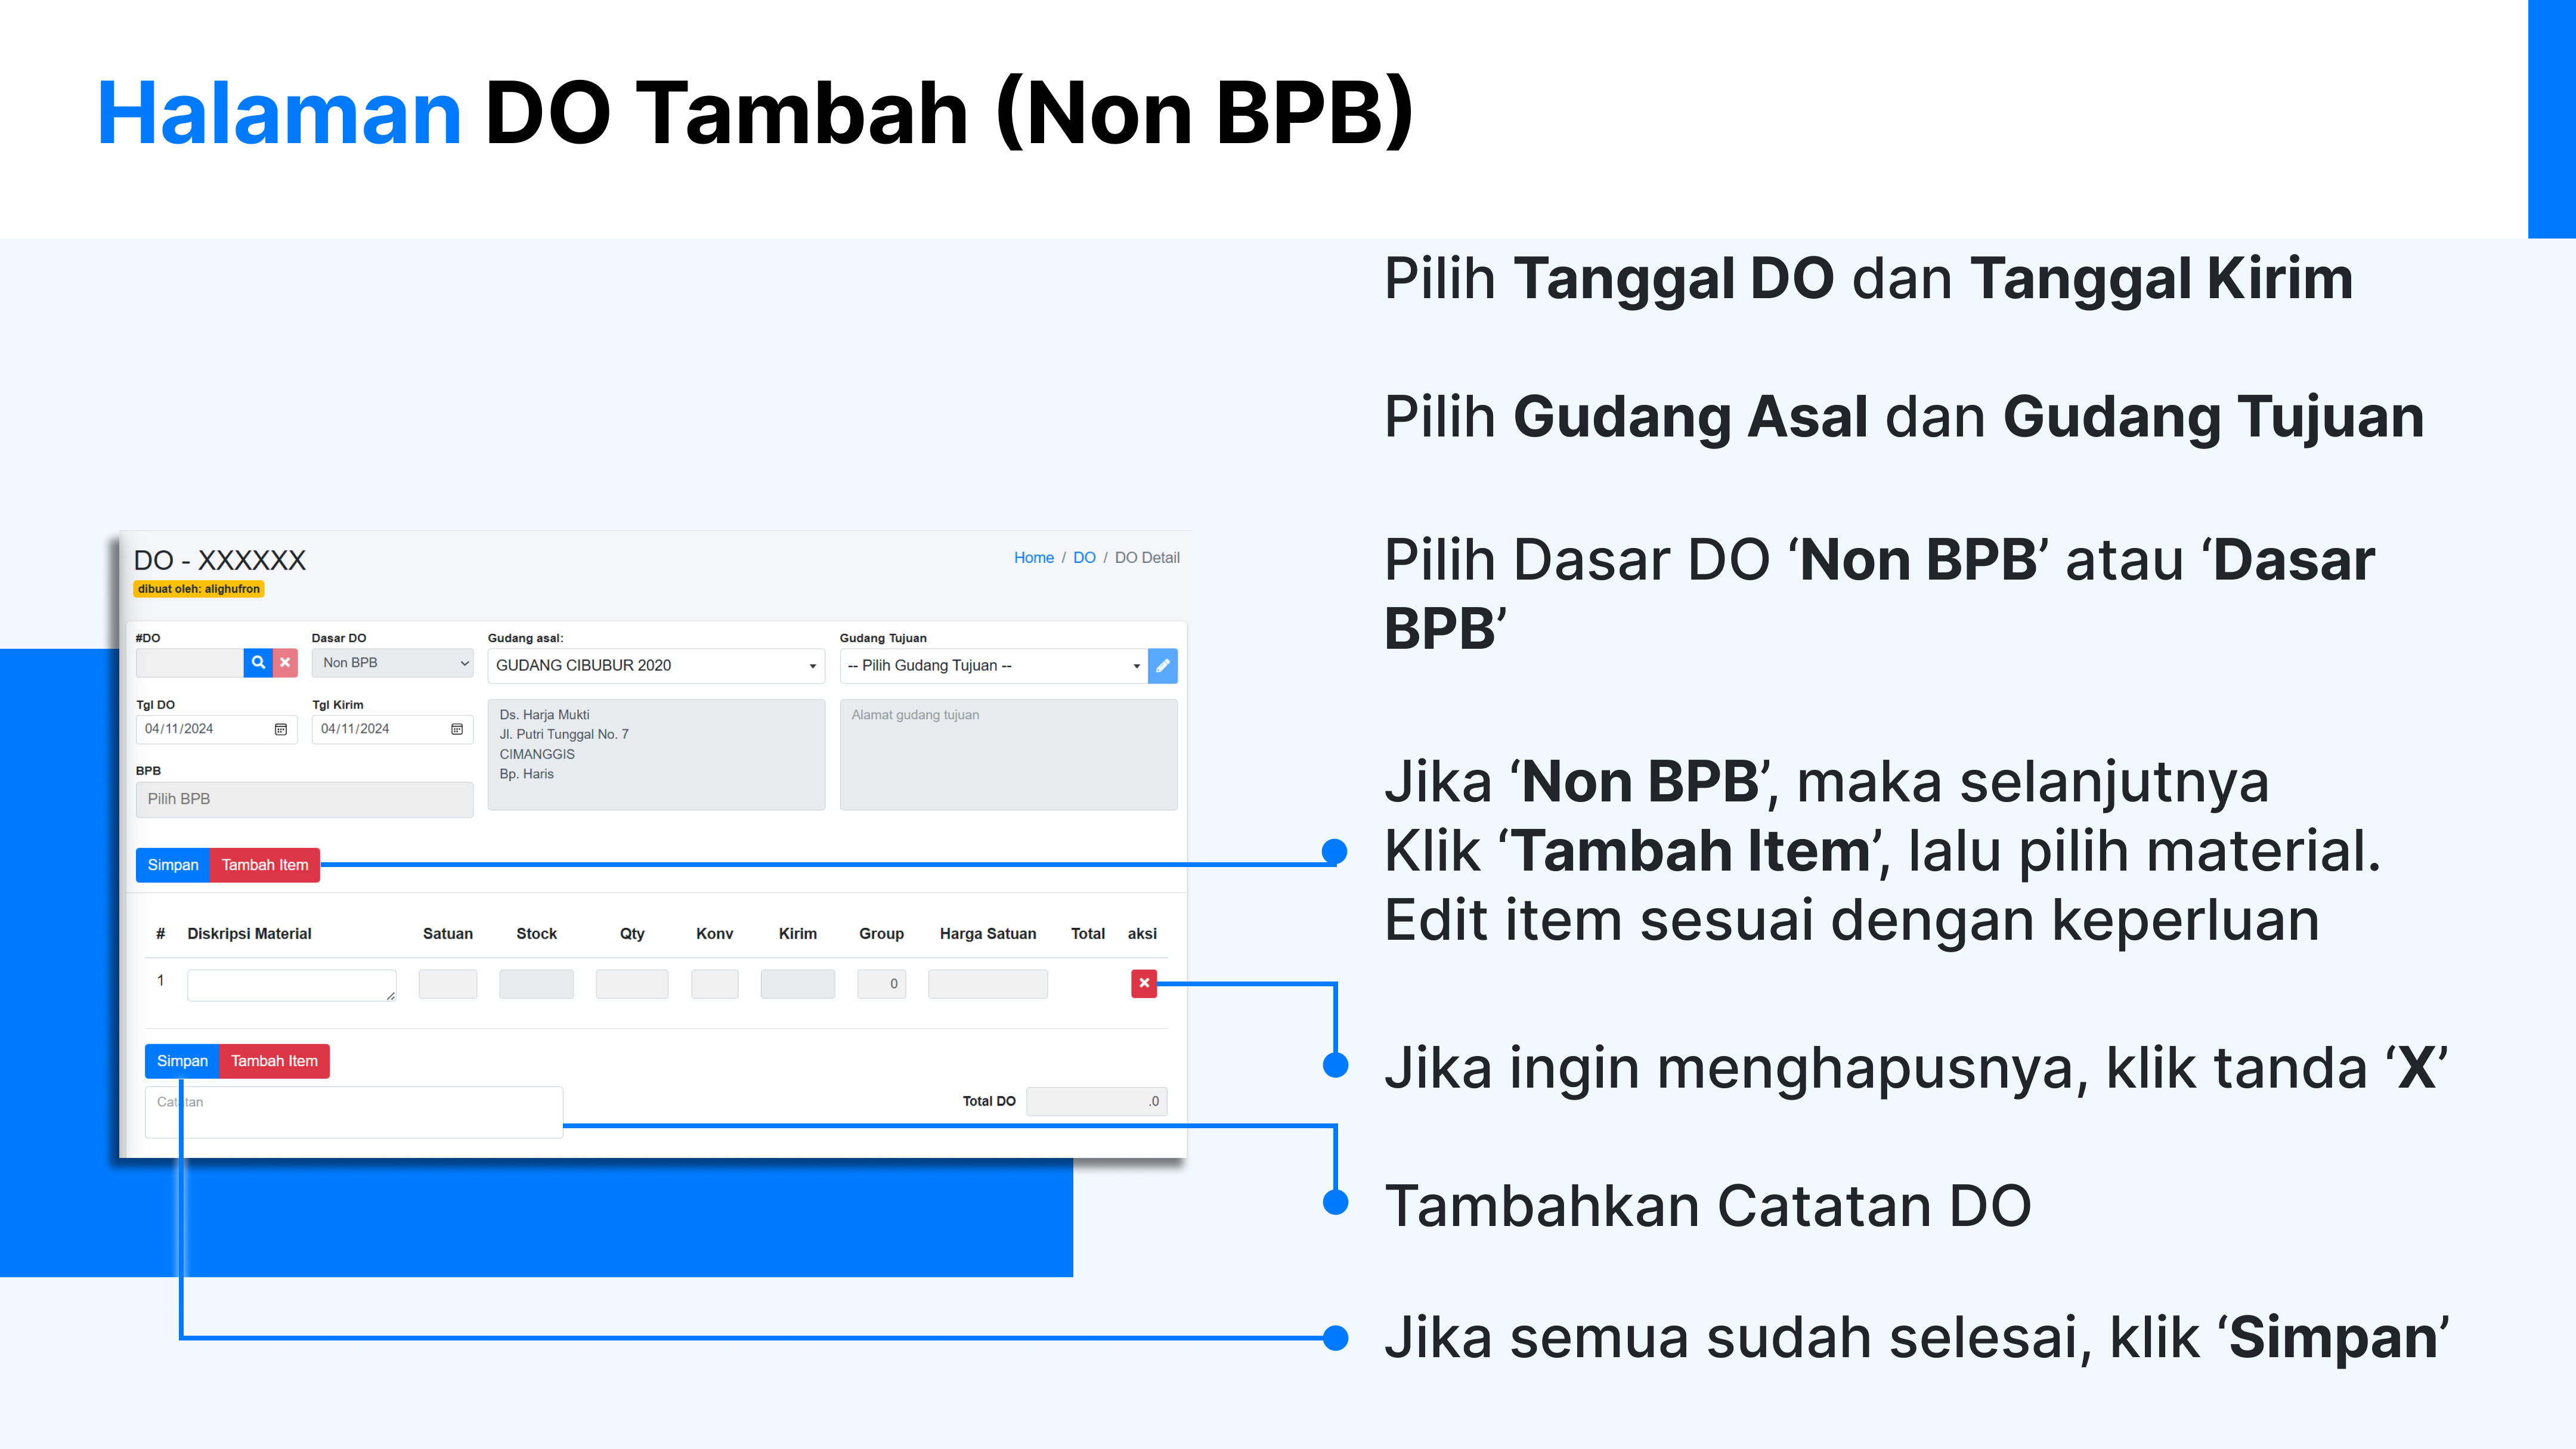 Halaman DO Tambah (Non BPB)
DO - XXXXXX
Home / DO / DO Detail
dibuat oleh: alighufron
#DO
Dasar DO
Gudang asal:
Gudang Tujuan
Non BPB
GUDANG CIBUBUR 2020
-- Pilih Gudang Tujuan --
Tgl DO
Tgl Kirim
04/11/2024
04/11/2024
Ds. Harja Mukti
Jl. Putri Tunggal No. 7
CIMANGGIS
Bp. Haris
Alamat gudang tujuan
BPB
Pilih BPB
Simpan Tambah Item
# Diskripsi Material Satuan Stock Qty Konv Kirim Group Harga Satuan Total aksi
1 0
Simpan Tambah Item
Catatan
Total DO .0
Pilih Tanggal DO dan Tanggal Kirim
Pilih Gudang Asal dan Gudang Tujuan
Pilih Dasar DO ‘Non BPB’ atau ‘Dasar
BPB’
Jika ‘Non BPB’, maka selanjutnya
Klik ‘Tambah Item’, lalu pilih material.
Edit item sesuai dengan keperluan
Jika ingin menghapusnya, klik tanda ‘X’
Tambahkan Catatan DO
Jika semua sudah selesai, klik ‘Simpan’